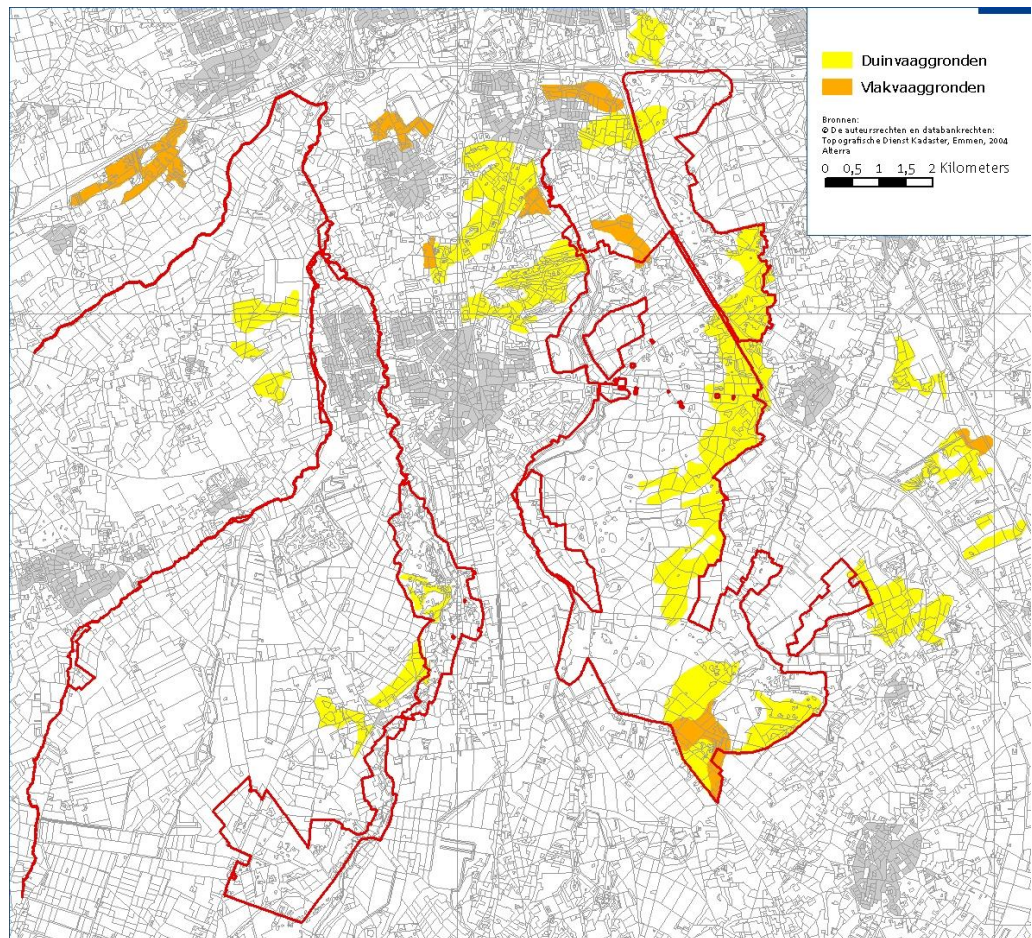 Duinvaaggronden
Vlakvaaggronden
Bronnen:
© De auteursrechten en databankrechten:
Topografische Dienst Kadaster, Emmen, 2004
Alterra
0 0,5 1 1,5 2 Kilometers